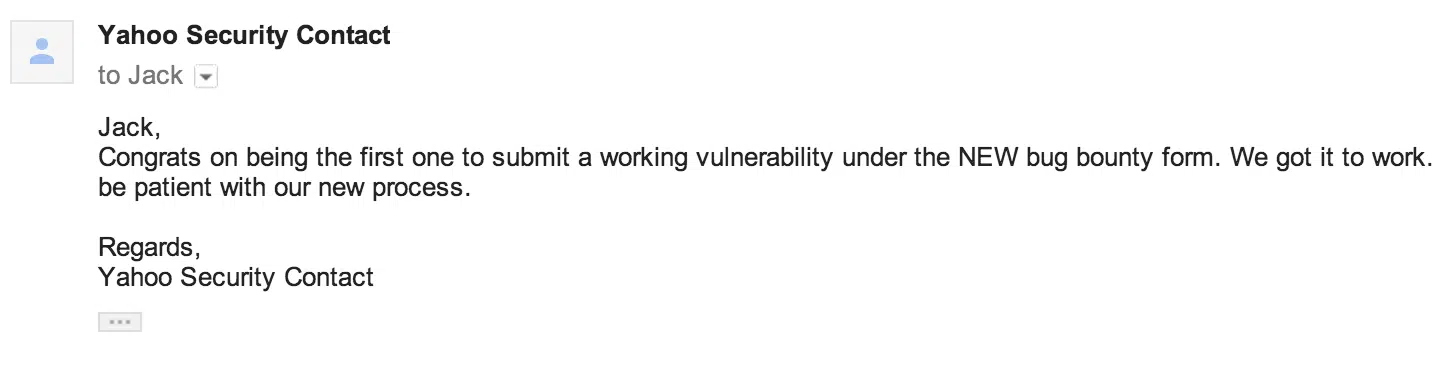 Yahoo Security Contact
to Jack
Jack,
Congrats on being the first one to submit a working vulnerability under the NEW bug bounty form. We got it to work.
be patient with our new process.
Regards,
Yahoo Security Contact